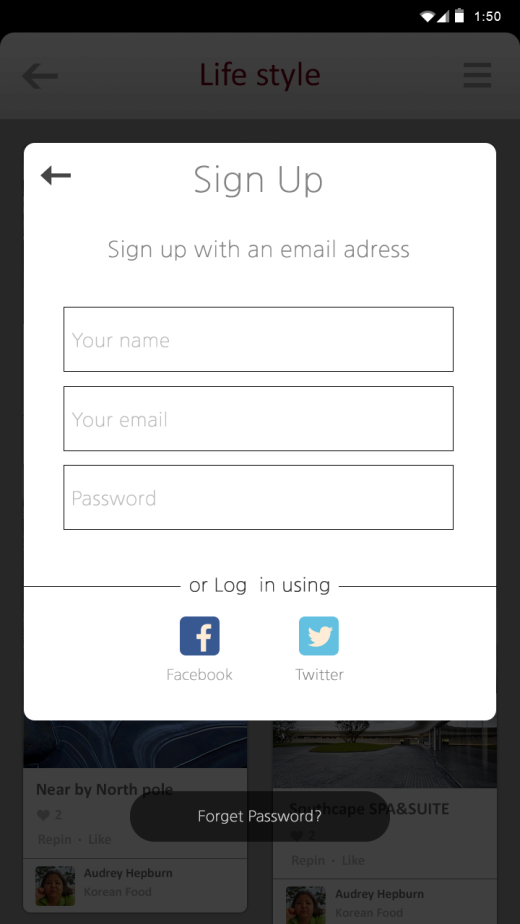 1:50
Life style
Sign Up
Sign up with an email adress
Your name
Your email
Password
or Log in using
Facebook
Twitter
Near by North pole
2
Repin • Like
Audrey Hepburn
Korean Food
Southcape SPA&SUITE
2
Repin • Like
Audrey Hepburn
Korean Food
Forget Password?